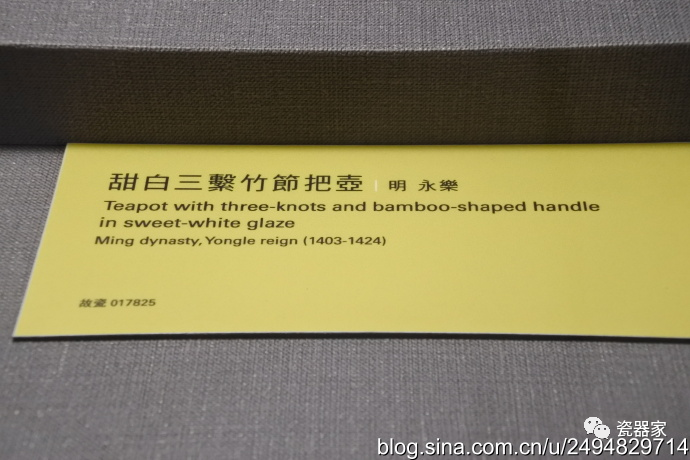 甜白三繫竹節把壺 | 明 永樂
Teapot with three-knots and bamboo-shaped handle
in sweet-white glaze
Ming dynasty, Yongle reign (1403-1424)
故瓷 017825
瓷器家
blog.sina.com.cn/u/2494829714